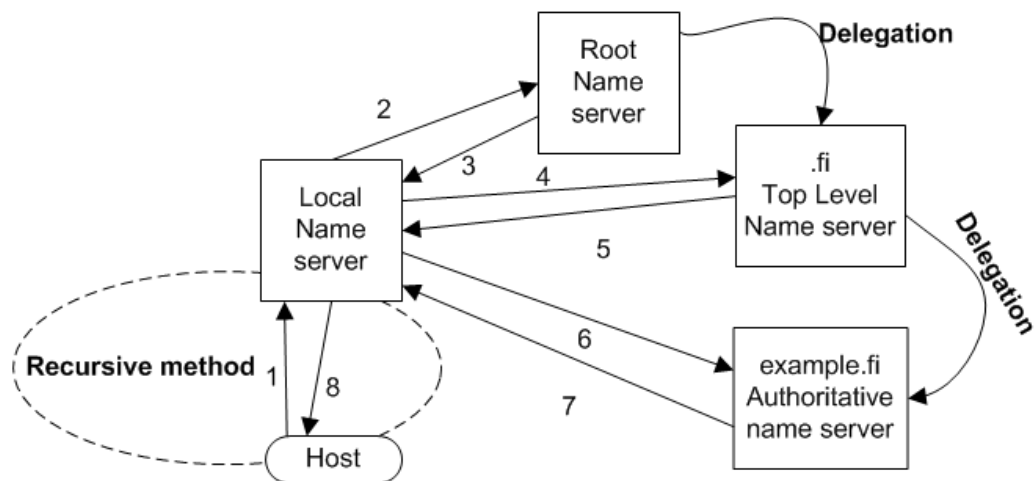 Root
Name
server
Delegation
2
3
.fi
Top Level
Name server
4
Local
Name
server
5
Delegation
6
example.fi
Authoritative
name server
Recursive method
1
8
7
Host